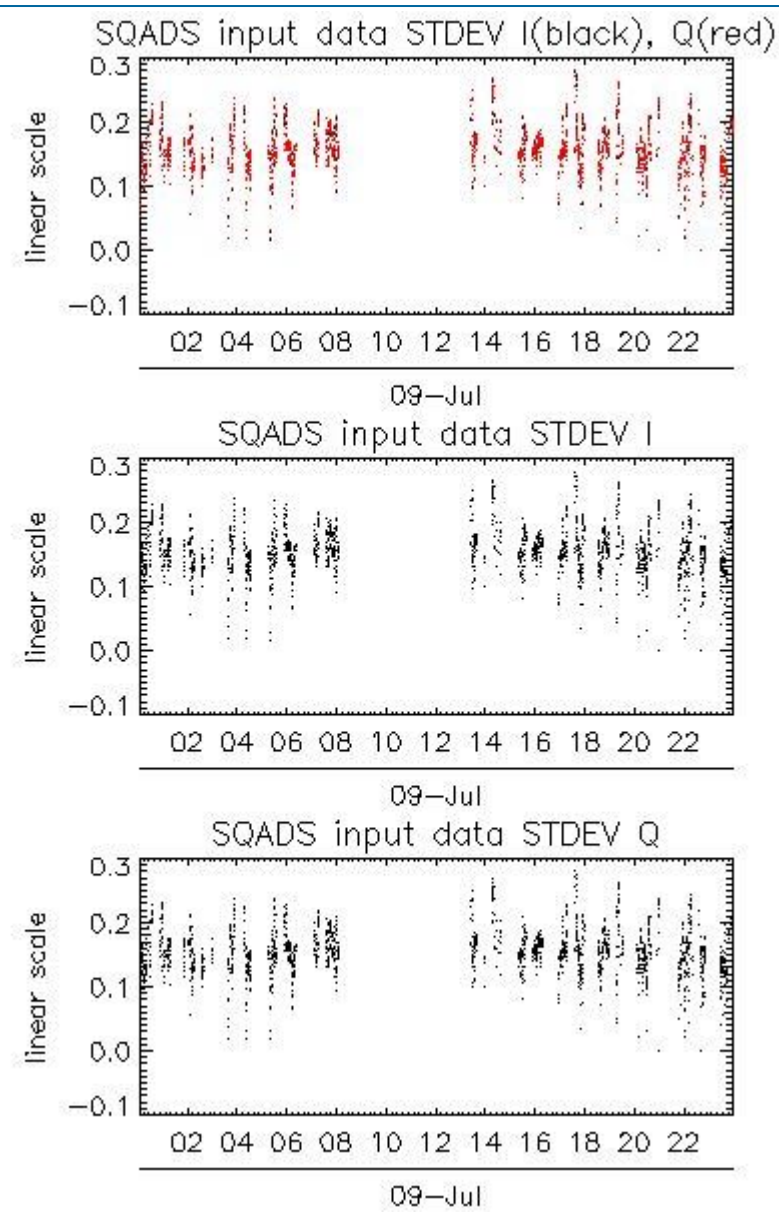 SQADS input data STDEV I(black), Q(red)
0.3
0.2
0.1
0.0
-0.1
linear scale
02 04 06 08 10 12 14 16 18 20 22
09-Jul
SQADS input data STDEV I
0.3
0.2
0.1
0.0
-0.1
linear scale
02 04 06 08 10 12 14 16 18 20 22
09-Jul
SQADS input data STDEV Q
0.3
0.2
0.1
0.0
-0.1
linear scale
02 04 06 08 10 12 14 16 18 20 22
09-Jul